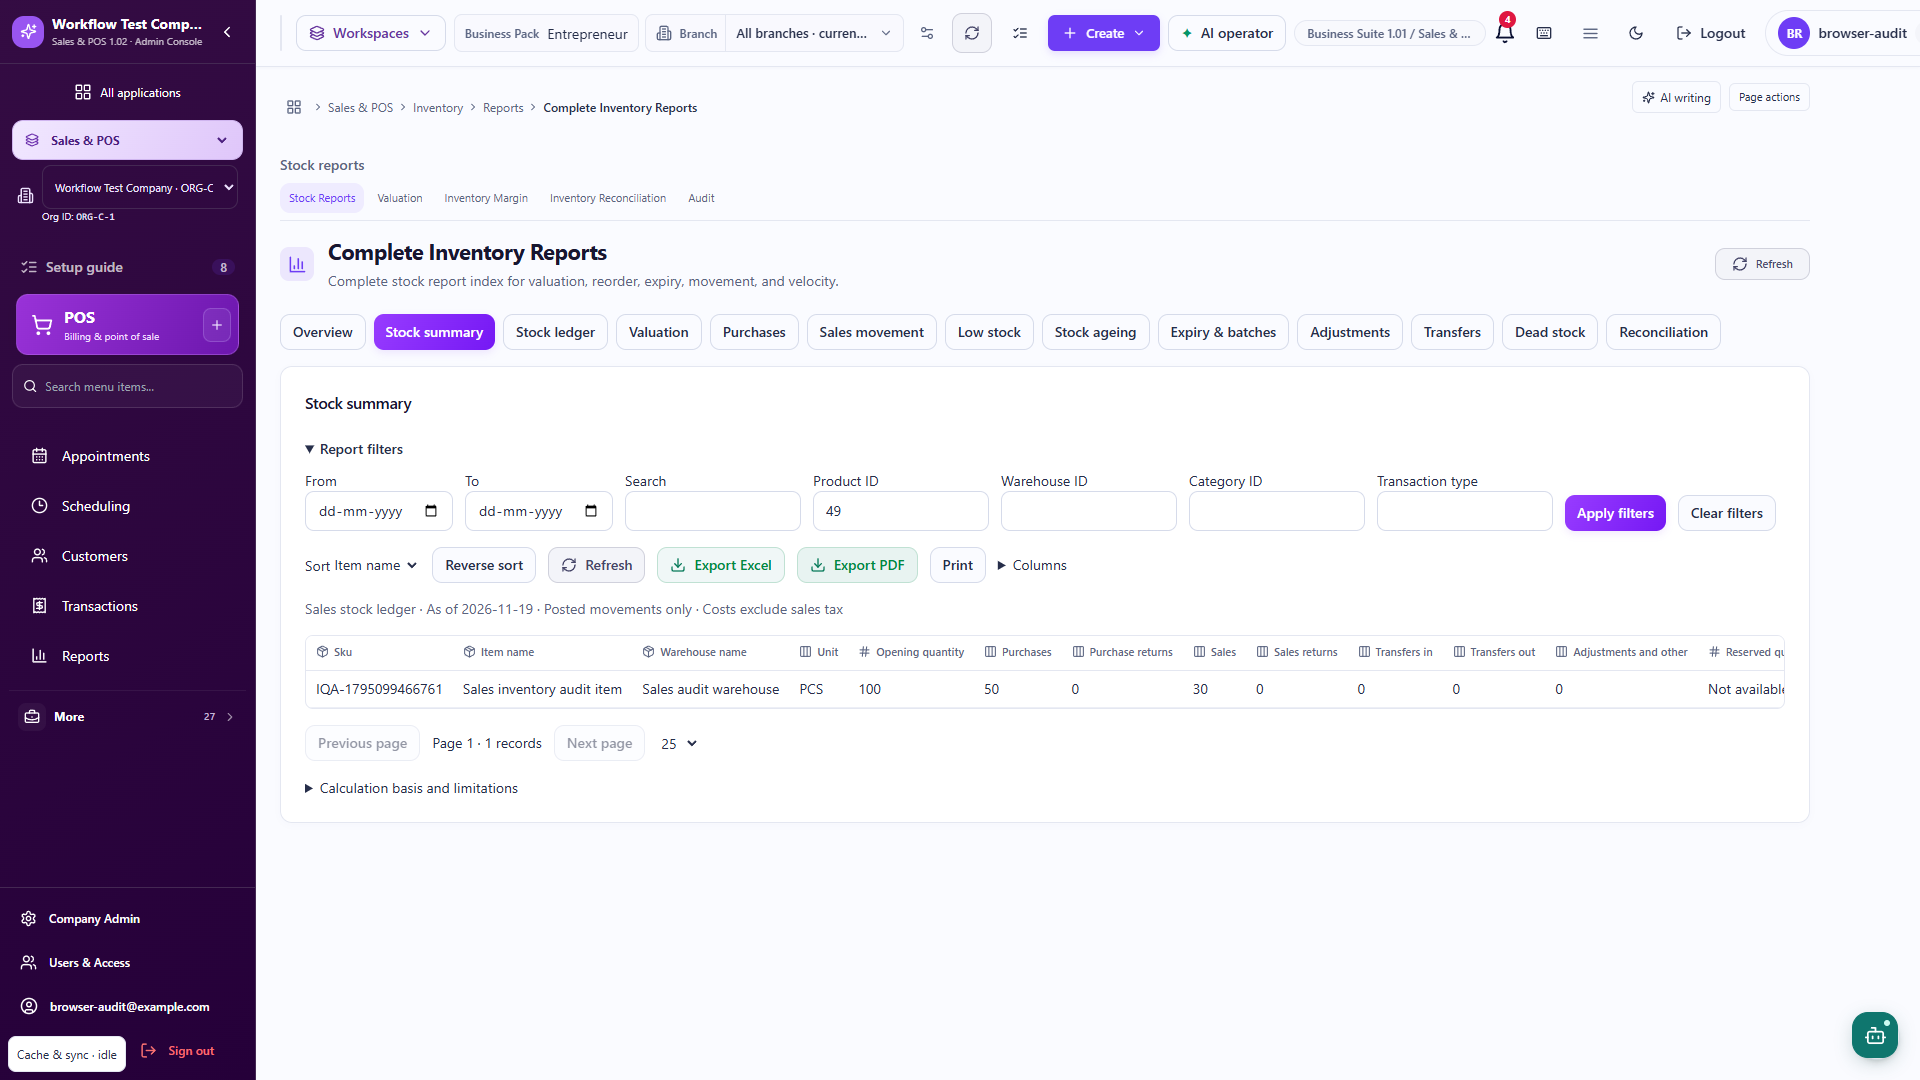 Workflow Test Comp...
Sales & POS 1.02 · Admin Console
All applications
Sales & POS
Workflow Test Company · ORG-C
Org ID: ORG-C-1
Setup guide 8
POS
Billing & point of sale
Search menu items...
Appointments
Scheduling
Customers
Transactions
Reports
More 27
Company Admin
Users & Access
browser-audit@example.com
Cache & sync · idle
Sign out
Workspaces
Business Pack Entrepreneur
Branch All branches · curren...
Create
AI operator
Business Suite 1.01 / Sales & ...
4
Logout
BR browser-audit
Sales & POS > Inventory > Reports > Complete Inventory Reports
AI writing
Page actions
Stock reports
Stock Reports Valuation Inventory Margin Inventory Reconciliation Audit
Complete Inventory Reports
Complete stock report index for valuation, reorder, expiry, movement, and velocity.
Refresh
Overview Stock summary Stock ledger Valuation Purchases Sales movement Low stock Stock ageing Expiry & batches Adjustments Transfers Dead stock Reconciliation
Stock summary
Report filters
From To Search Product ID Warehouse ID Category ID Transaction type
dd-mm-yyyy dd-mm-yyyy 49
Apply filters Clear filters
Sort Item name Reverse sort Refresh Export Excel Export PDF Print Columns
Sales stock ledger · As of 2026-11-19 · Posted movements only · Costs exclude sales tax
Sku Item name Warehouse name Unit Opening quantity Purchases Purchase returns Sales Sales returns Transfers in Transfers out Adjustments and other Reserved qu
IQA-1795099466761 Sales inventory audit item Sales audit warehouse PCS 100 50 0 30 0 0 0 0 Not available
Previous page Page 1 · 1 records Next page 25
Calculation basis and limitations